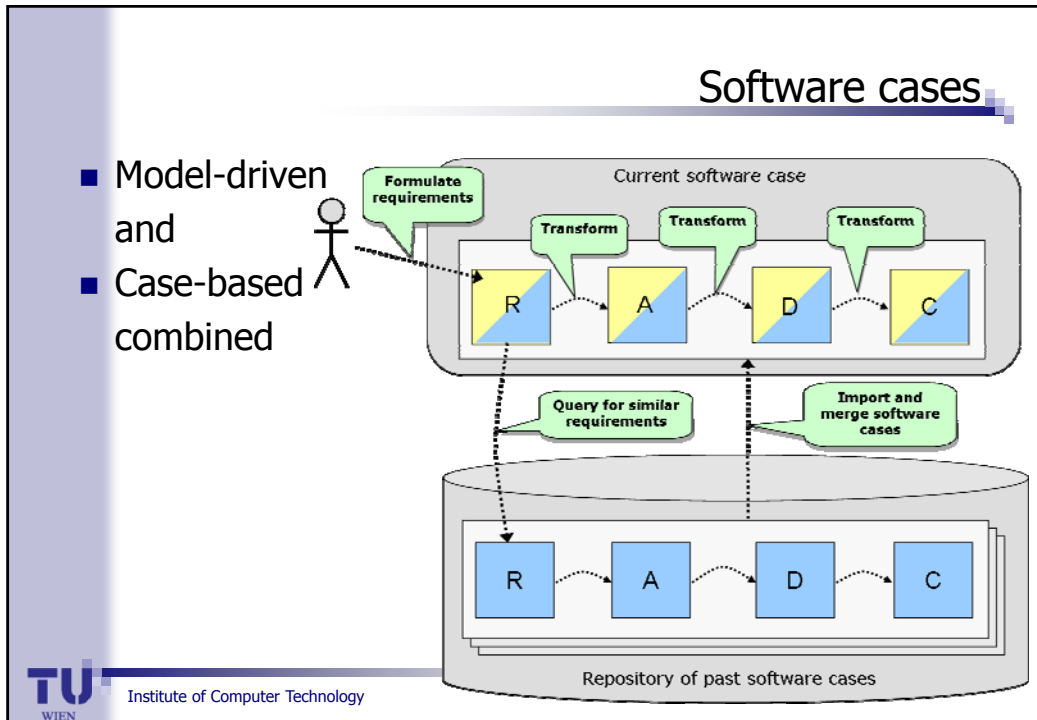 Software cases
Model-driven
and
Case-based
combined
Formulate
requirements
Current software case
Transform
Transform
Transform
R
A
D
C
Query for similar
requirements
Import and
merge software
cases
R
A
D
C
Repository of past software cases
TU
WIEN
Institute of Computer Technology